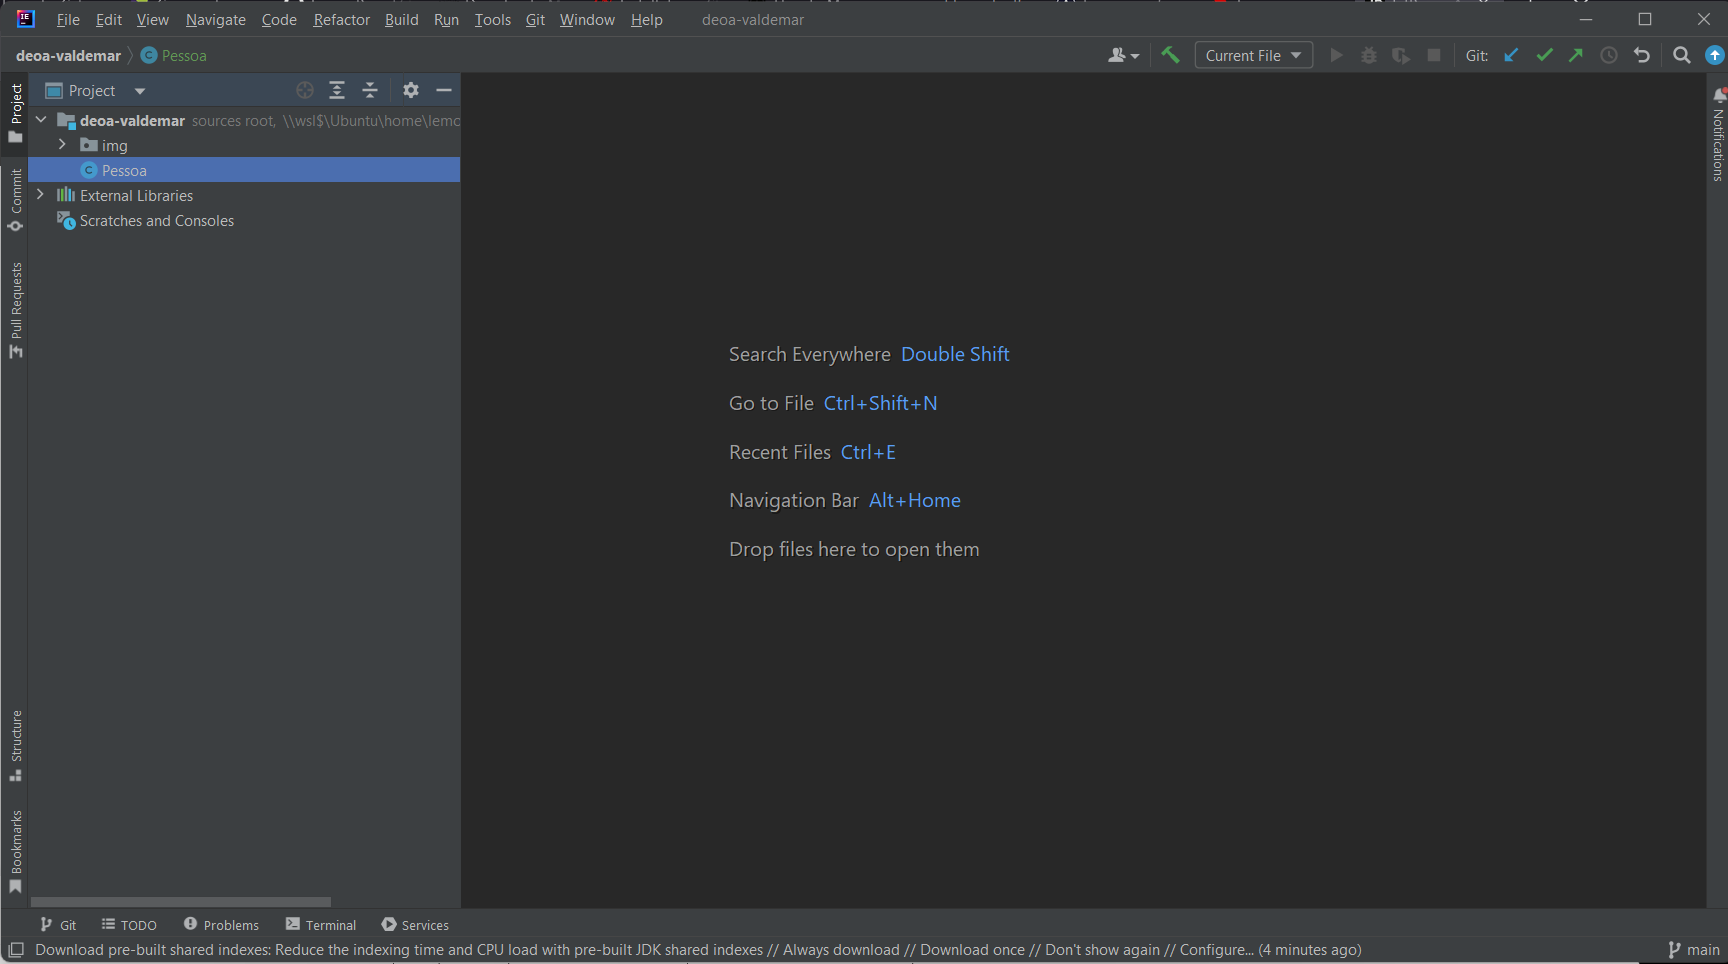 File Edit View Navigate Code Refactor Build Run Tools Git Window Help deoa-valdemar
deoa-valdemar Pessoa Current File Git:
Project
Project
deoa-valdemar sources root, \\wsl$\Ubuntu\home\lemo
img
Pessoa
External Libraries
Scratches and Consoles
Commit
Pull Requests
Structure
Bookmarks
Search Everywhere Double Shift
Go to File Ctrl+Shift+N
Recent Files Ctrl+E
Navigation Bar Alt+Home
Drop files here to open them
Notifications
Git TODO Problems Terminal Services
Download pre-built shared indexes: Reduce the indexing time and CPU load with pre-built JDK shared indexes // Always download // Download once // Don't show again // Configure... (4 minutes ago) main